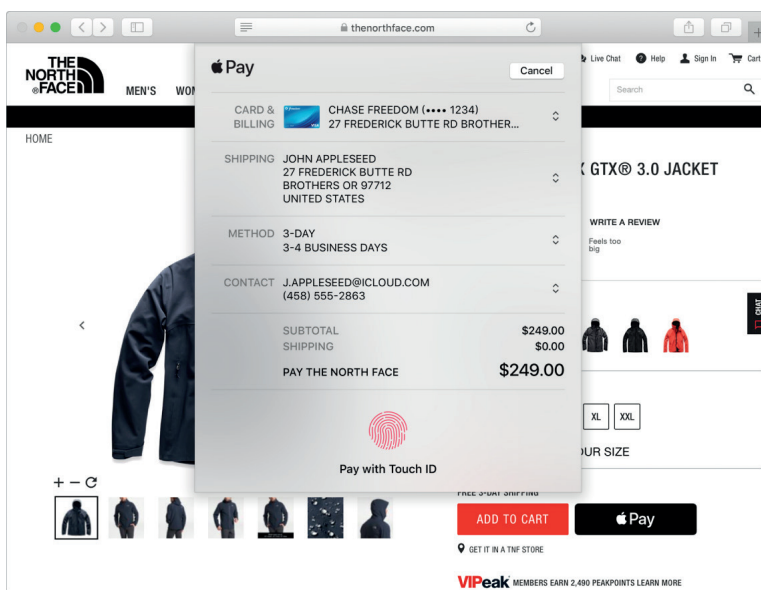 thenorthface.com
THE
NORTH
®FACE
MEN'S
Live Chat Help Sign In Cart
Search
HOME
Pay
Cancel
CARD & BILLING CHASE FREEDOM (•••• 1234)
27 FREDERICK BUTTE RD BROTHER...
SHIPPING JOHN APPLESEED
27 FREDERICK BUTTE RD
BROTHERS OR 97712
UNITED STATES
METHOD 3-DAY
3-4 BUSINESS DAYS
CONTACT J.APPLESEED@ICLOUD.COM
(458) 555-2863
SUBTOTAL $249.00
SHIPPING $0.00
PAY THE NORTH FACE $249.00
Pay with Touch ID
GTX® 3.0 JACKET
WRITE A REVIEW
Feels too
big
CHAT
XL XXL
OUR SIZE
FREE 3-DAY SHIPPING
ADD TO CART
Pay
GET IT IN A TNF STORE
VIPeak MEMBERS EARN 2,490 PEAKPOINTS LEARN MORE